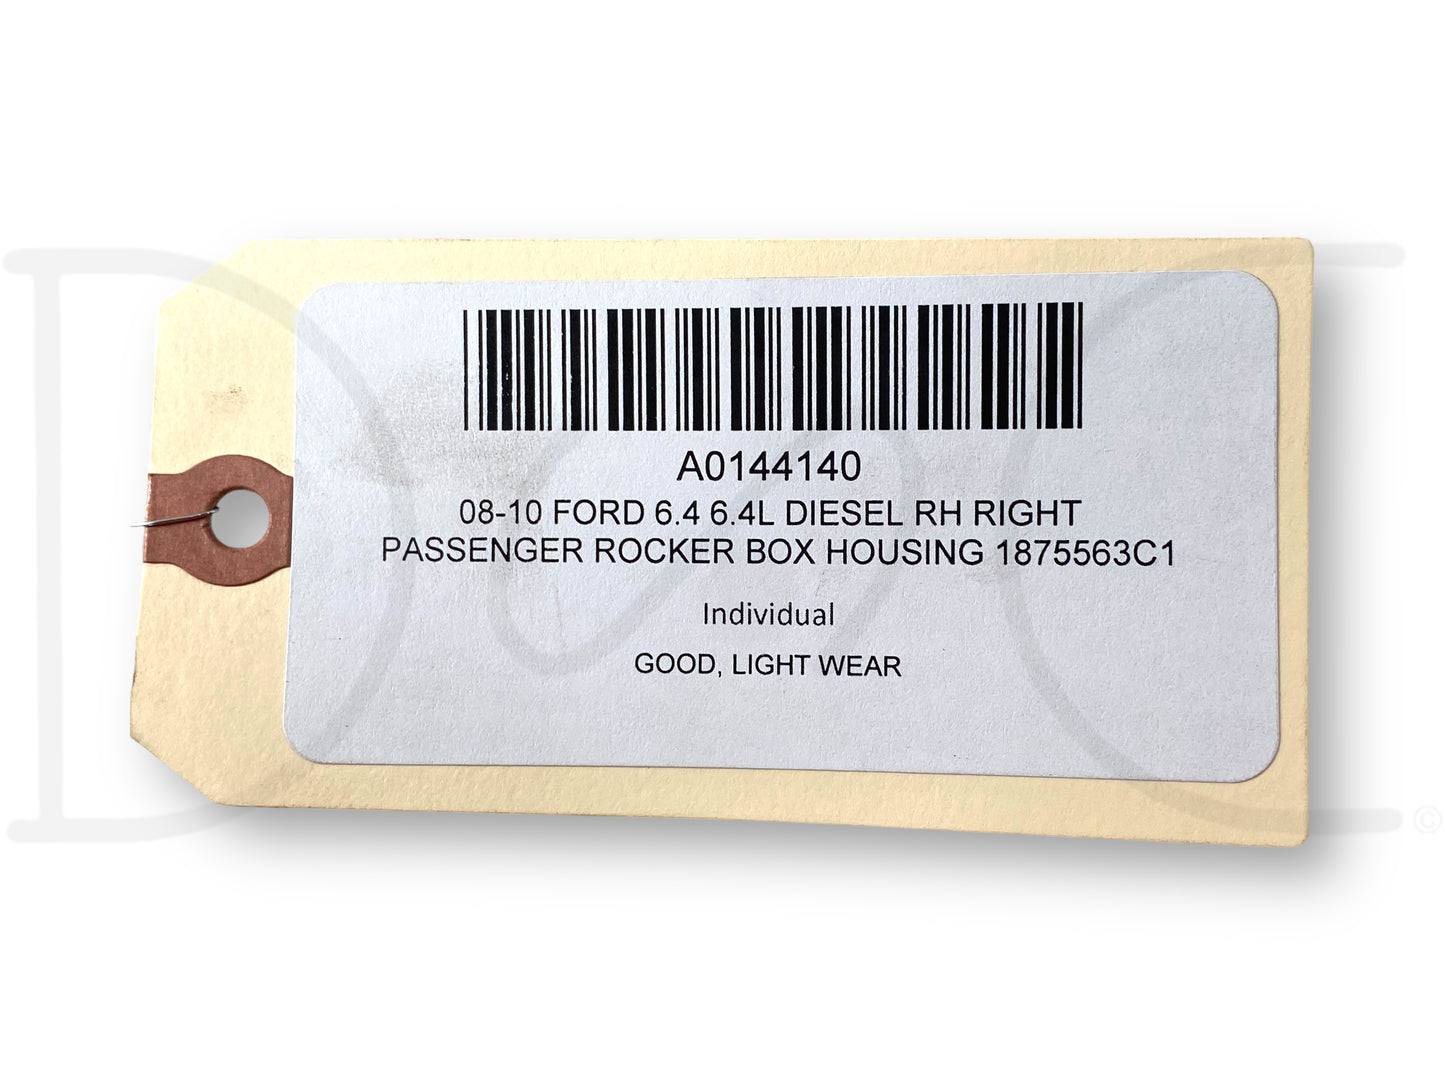 A0144140
08-10 FORD 6.4 6.4L DIESEL RH RIGHT
PASSENGER ROCKER BOX HOUSING 1875563C1
Individual
GOOD, LIGHT WEAR
©